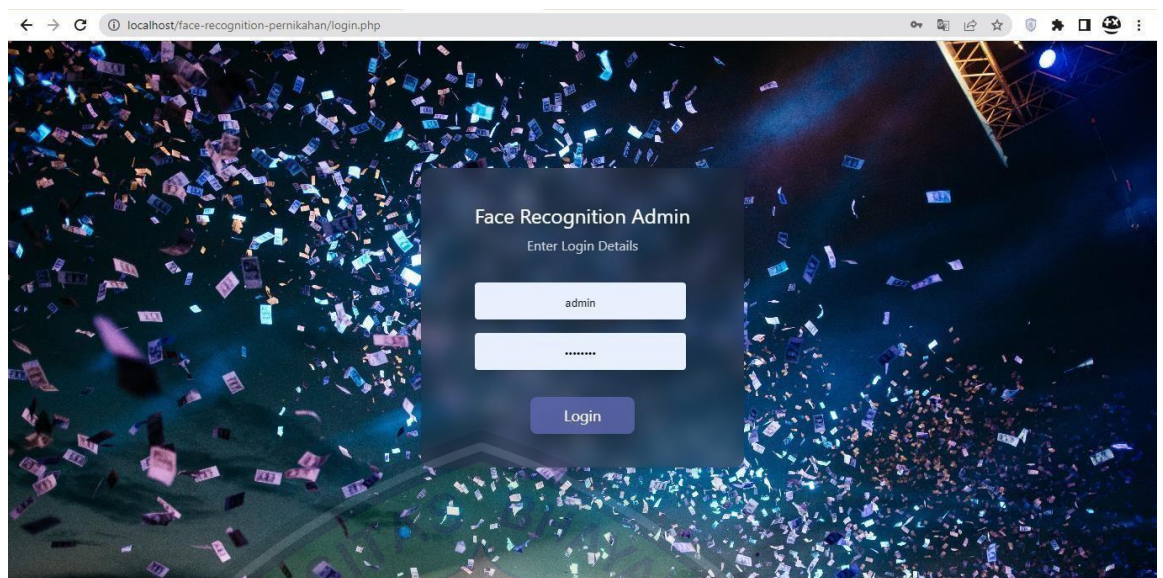 localhost/face-recognition-pernikahan/login.php
Face Recognition Admin
Enter Login Details
admin
••••••••
Login